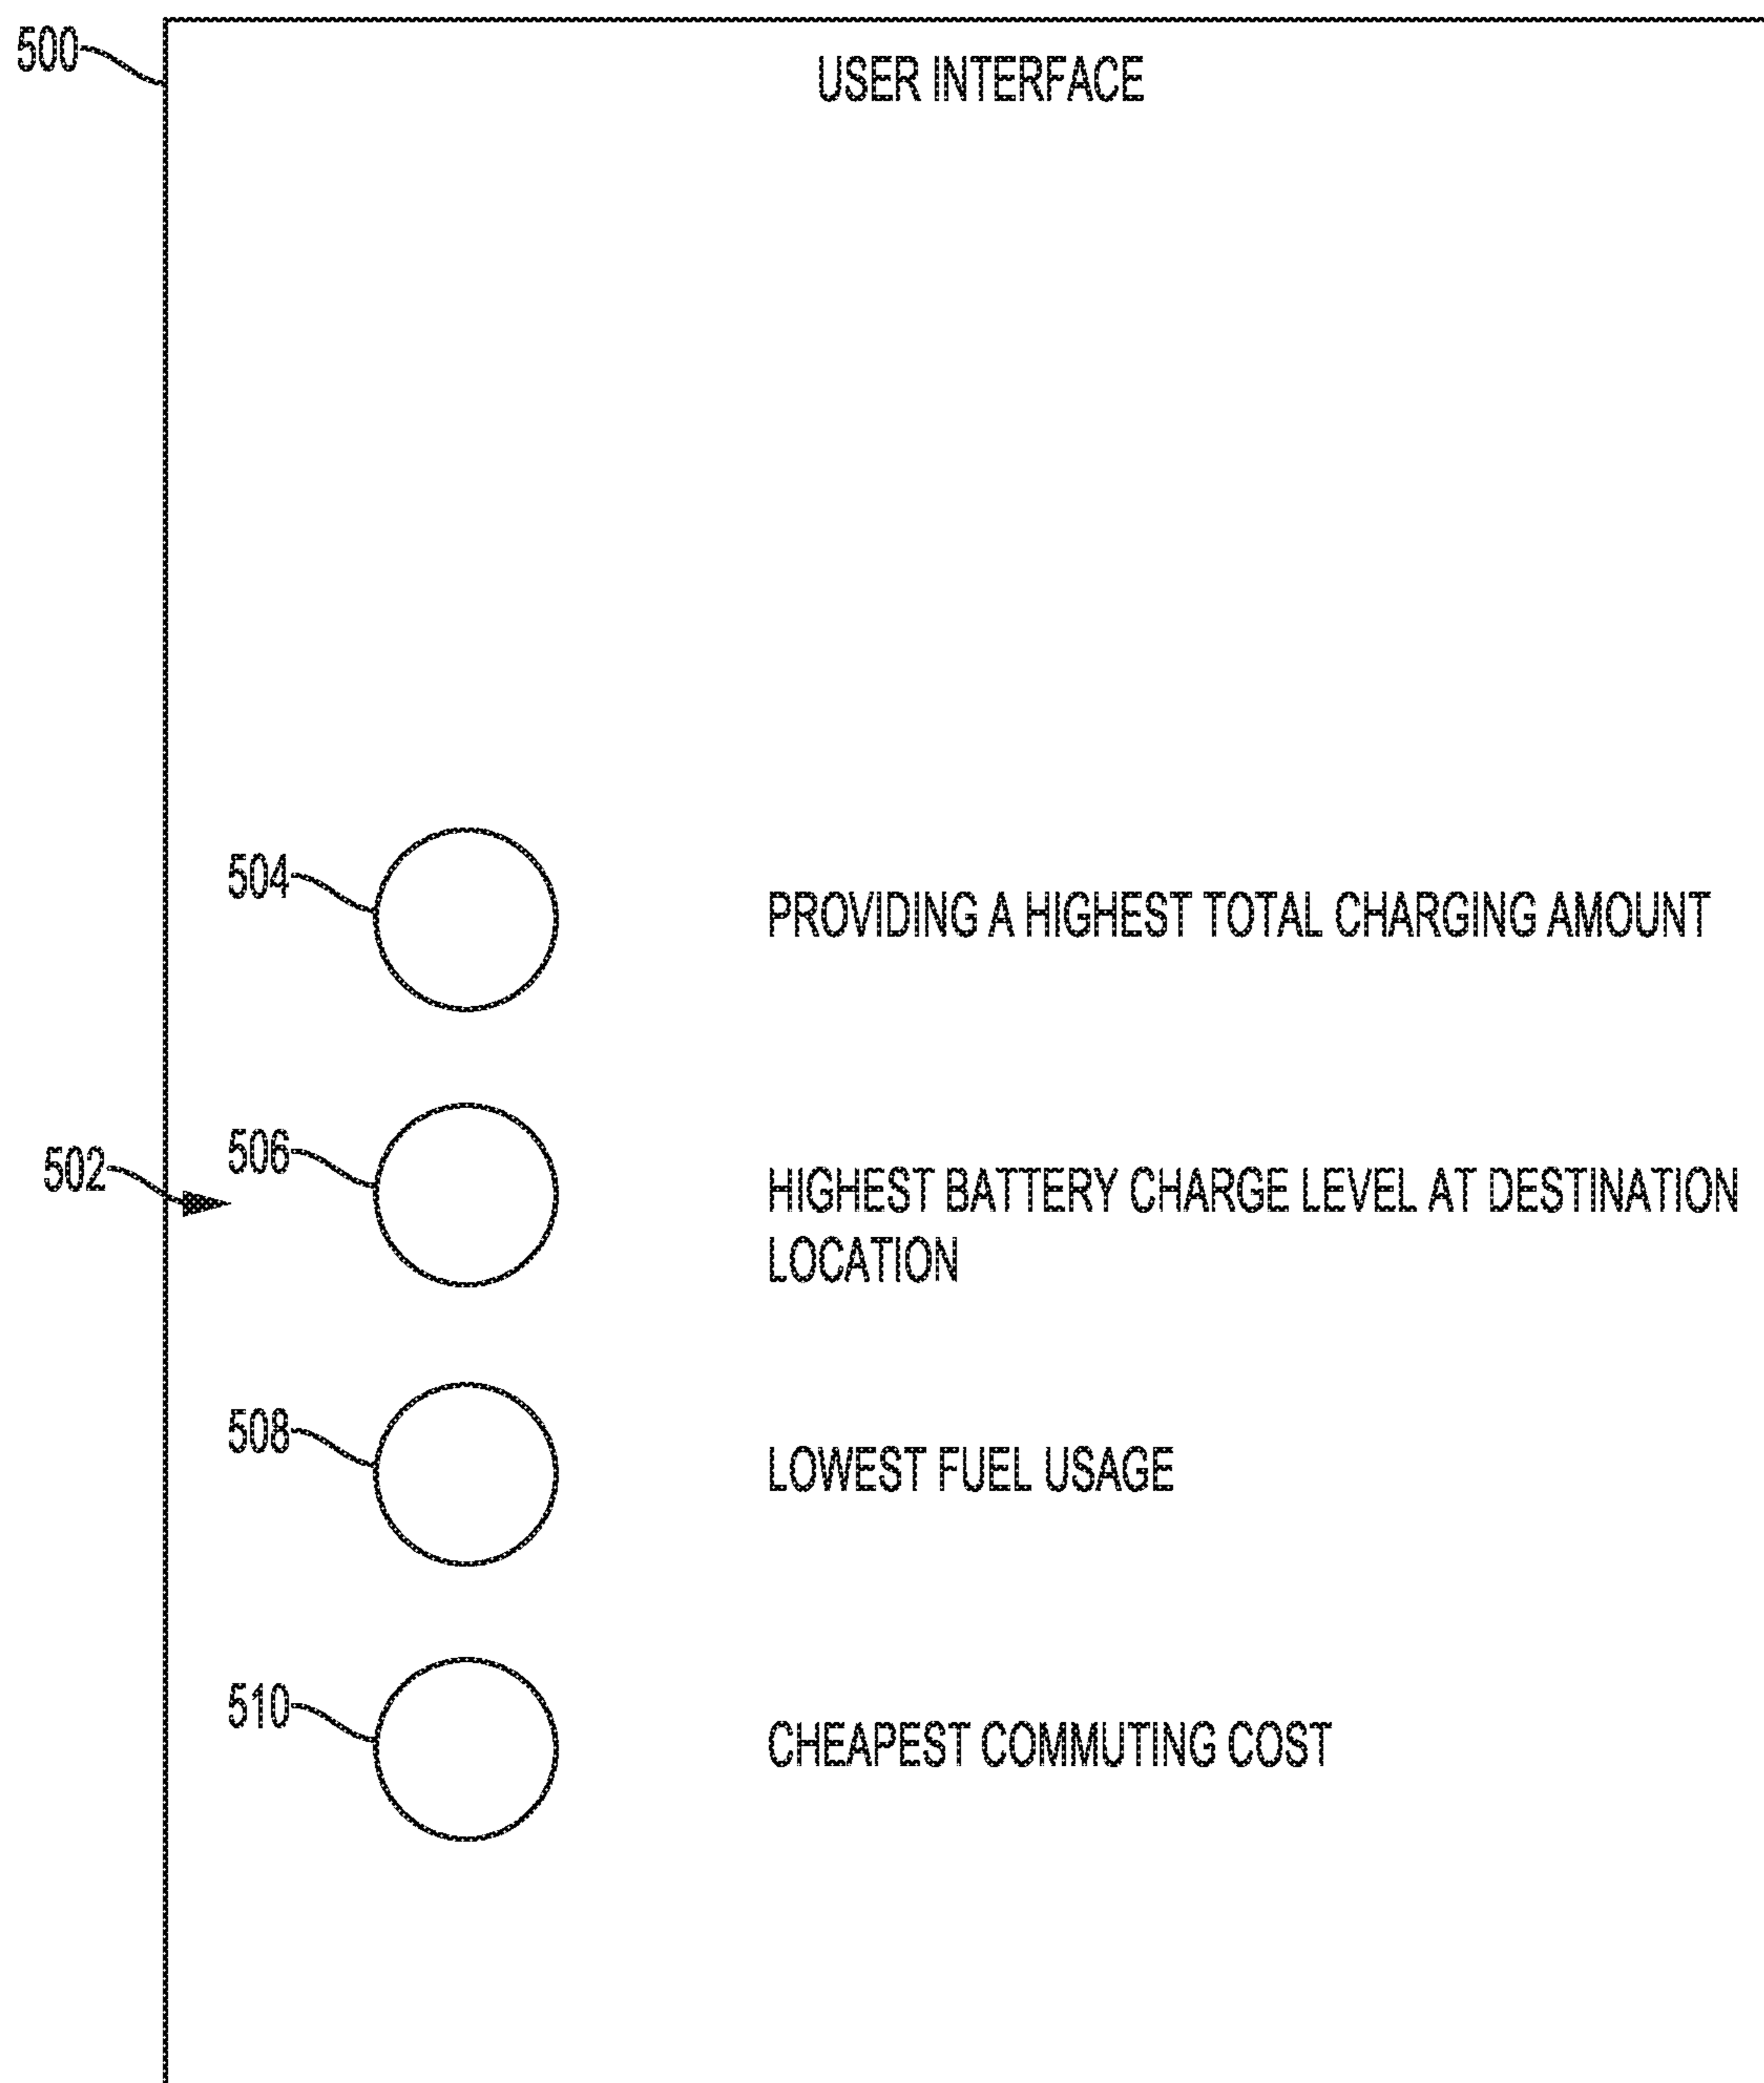 500
USER INTERFACE
504
PROVIDING A HIGHEST TOTAL CHARGING AMOUNT
502
506
HIGHEST BATTERY CHARGE LEVEL AT DESTINATION
LOCATION
508
LOWEST FUEL USAGE
510
CHEAPEST COMMUTING COST